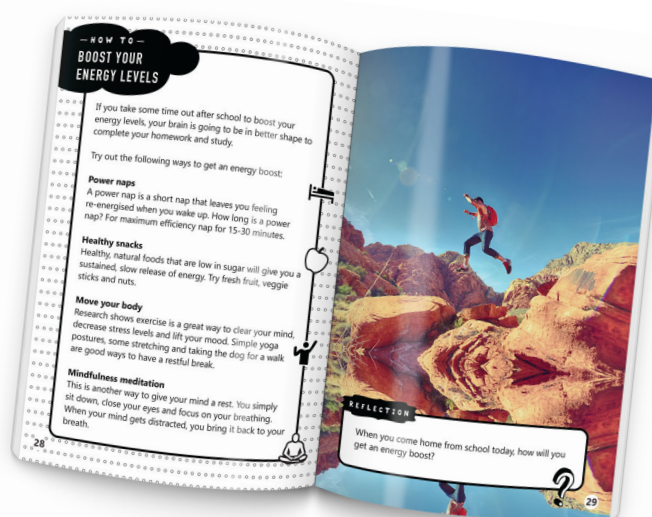 — HOW TO —
BOOST YOUR
ENERGY LEVELS
If you take some time out after school to boost your
energy levels, your brain is going to be in better shape to
complete your homework and study.
Try out the following ways to get an energy boost:
Power naps
A power nap is a short nap that leaves you feeling
re-energised when you wake up. How long is a power
nap? For maximum efficiency nap for 15-30 minutes.
Healthy snacks
Healthy, natural foods that are low in sugar will give you a
sustained, slow release of energy. Try fresh fruit, veggie
sticks and nuts.
Move your body
Research shows exercise is a great way to clear your mind,
decrease stress levels and lift your mood. Simple yoga
postures, some stretching and taking the dog for a walk
are good ways to have a restful break.
Mindfulness meditation
This is another way to give your mind a rest. You simply
sit down, close your eyes and focus on your breathing.
When your mind gets distracted, you bring it back to your
breath.
28
REFLECTION
When you come home from school today, how will you
get an energy boost?
?
29